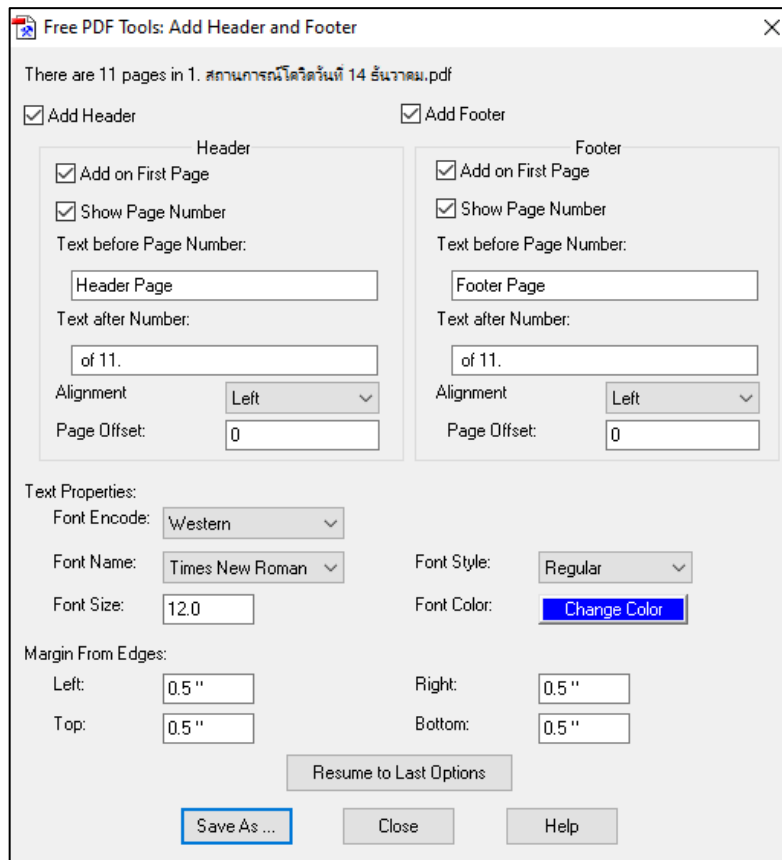 Free PDF Tools: Add Header and Footer
There are 11 pages in 1. สถานการณ์โควิดวันที่ 14 ธันวาคม.pdf
Add Header
Add Footer
Header
Add on First Page
Show Page Number
Text before Page Number:
Header Page
Text after Number:
of 11.
Alignment
Left
Page Offset:
0
Footer
Add on First Page
Show Page Number
Text before Page Number:
Footer Page
Text after Number:
of 11.
Alignment
Left
Page Offset:
0
Text Properties:
Font Encode: Western
Font Name: Times New Roman
Font Style: Regular
Font Size: 12.0
Font Color: Change Color
Margin From Edges:
Left: 0.5 "
Right: 0.5 "
Top: 0.5 "
Bottom: 0.5 "
Resume to Last Options
Save As ...
Close
Help